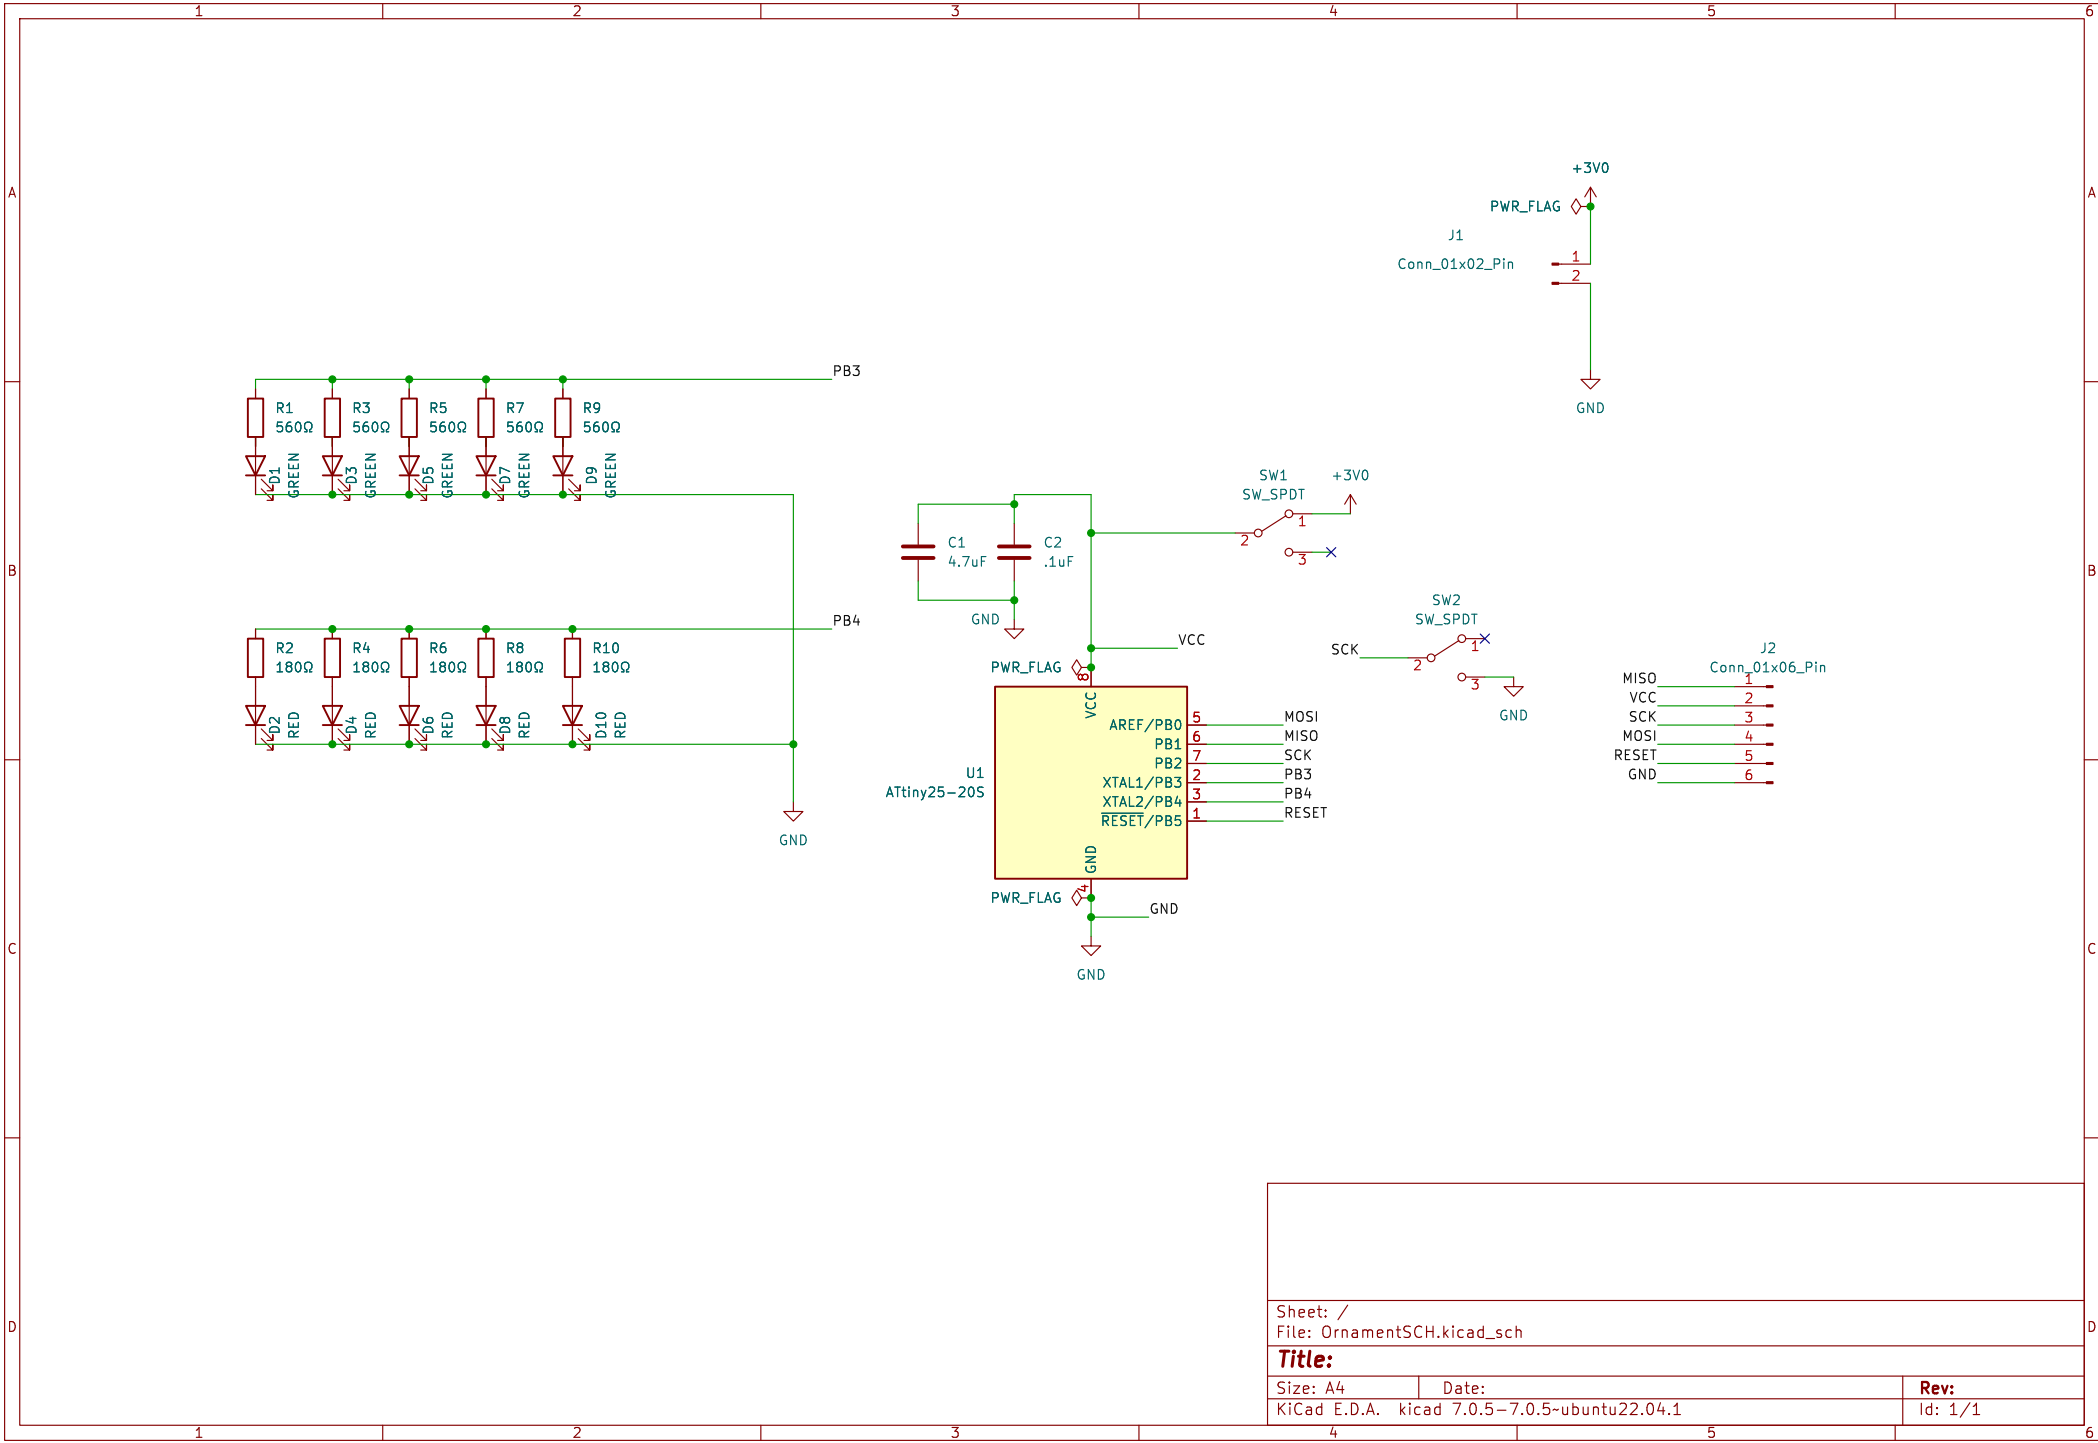 1 2 3 4 5 6
A A
+3V0
PWR_FLAG
J1
Conn_01x02_Pin
1
2
GND
PB3
R1 R3 R5 R7 R9
560Ω 560Ω 560Ω 560Ω 560Ω
D1 D3 D5 D7 D9
GREEN GREEN GREEN GREEN GREEN
SW1
SW_SPDT
+3V0
1
2
3
C1 C2
4.7uF .1uF
GND
B B
PB4
R2 R4 R6 R8 R10
180Ω 180Ω 180Ω 180Ω 180Ω
D2 D4 D6 D8 D10
RED RED RED RED RED
GND
VCC
PWR_FLAG
8
VCC
SW2
SW_SPDT
SCK
1
2
3
GND
J2
Conn_01x06_Pin
MISO 1
VCC 2
SCK 3
MOSI 4
RESET 5
GND 6
U1
ATtiny25-20S
AREF/PB0 5 MOSI
PB1 6 MISO
PB2 7 SCK
XTAL1/PB3 2 PB3
XTAL2/PB4 3 PB4
RESET/PB5 1 RESET
GND
4
PWR_FLAG
GND
GND
C C
D D
Sheet: /
File: OrnamentSCH.kicad_sch
Title:
Size: A4 Date: Rev:
KiCad E.D.A. kicad 7.0.5-7.0.5~ubuntu22.04.1 Id: 1/1
1 2 3 4 5 6